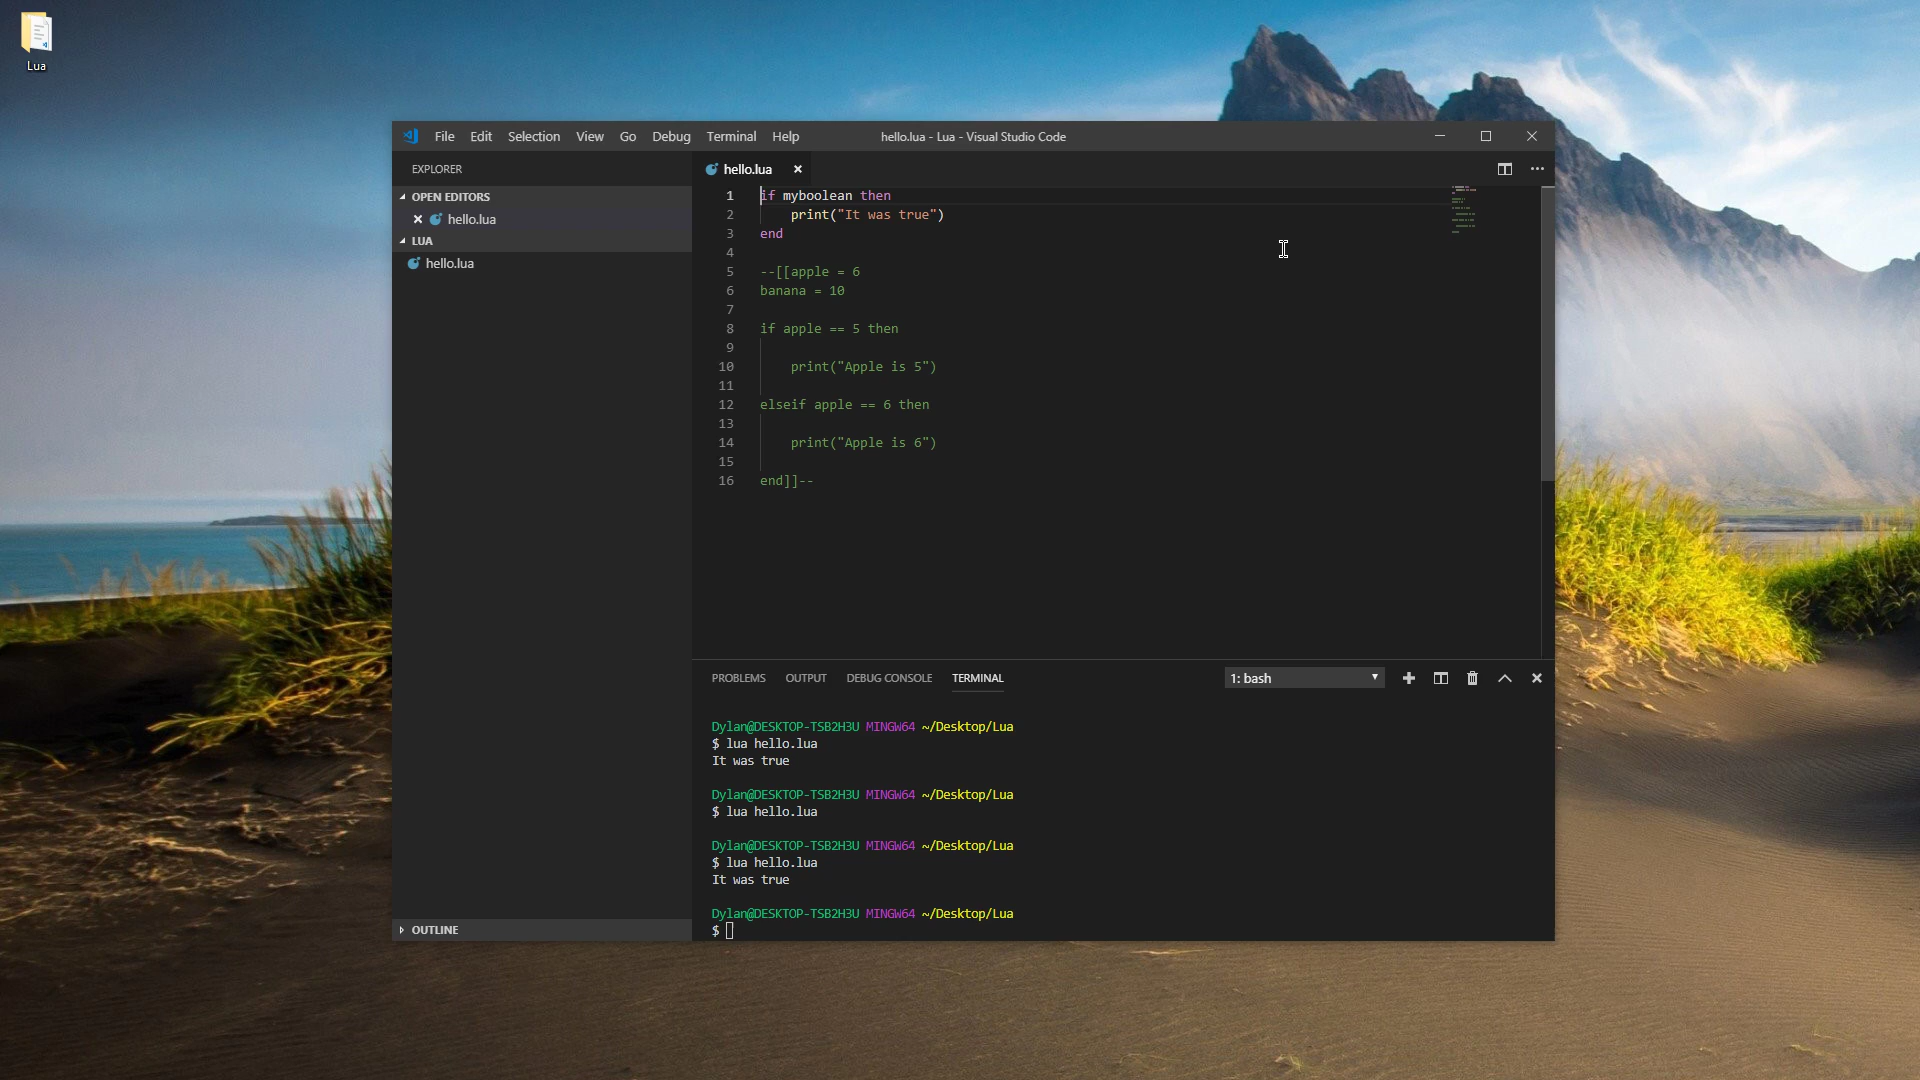 Lua
File Edit Selection View Go Debug Terminal Help
hello.lua - Lua - Visual Studio Code
EXPLORER
OPEN EDITORS
hello.lua
LUA
hello.lua
OUTLINE
hello.lua
1 if myboolean then
2 print("It was true")
3 end
4
5 --[[apple = 6
6 banana = 10
7
8 if apple == 5 then
9
10 print("Apple is 5")
11
12 elseif apple == 6 then
13
14 print("Apple is 6")
15
16 end]]--
PROBLEMS OUTPUT DEBUG CONSOLE TERMINAL
1: bash
Dylan@DESKTOP-TSB2H3U MINGW64 ~/Desktop/Lua
$ lua hello.lua
It was true
Dylan@DESKTOP-TSB2H3U MINGW64 ~/Desktop/Lua
$ lua hello.lua
Dylan@DESKTOP-TSB2H3U MINGW64 ~/Desktop/Lua
$ lua hello.lua
It was true
Dylan@DESKTOP-TSB2H3U MINGW64 ~/Desktop/Lua
$